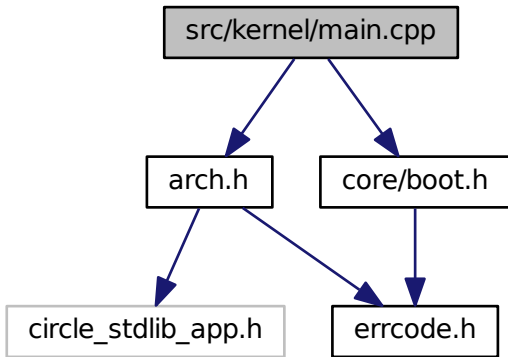 src/kernel/main.cpp
arch.h
core/boot.h
circle_stdlib_app.h
errcode.h